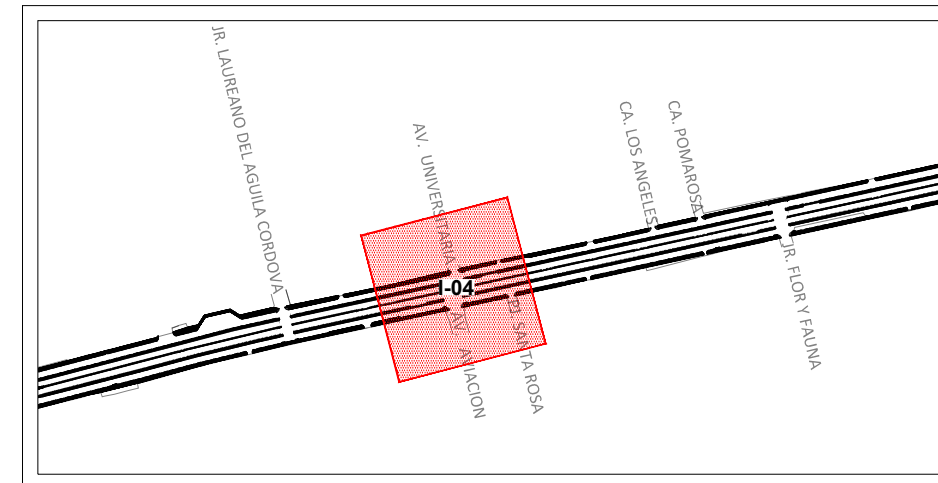 JR. LAUREANO DEL AGUILA CORDOVA
AV. UNIVERSITARIA
CA. LOS ANGELES
CA. POMAROSA
I-04
AV. AVIACION
PJ. SANTA ROSA
JR. FLOR Y FAUNA